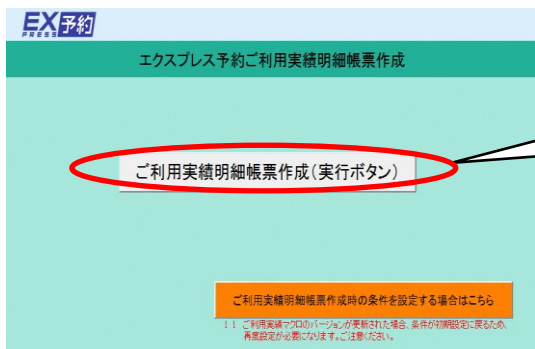 EX予約
PRESS
エクスプレス予約ご利用実績明細帳票作成
ご利用実績明細帳票作成(実行ボタン)
ご利用実績明細帳票作成時の条件を設定する場合はこちら
!! ご利用実績マクロのバージョンが更新された場合、条件が初期設定に戻るため、
再度設定が必要になります。ご注意ください。